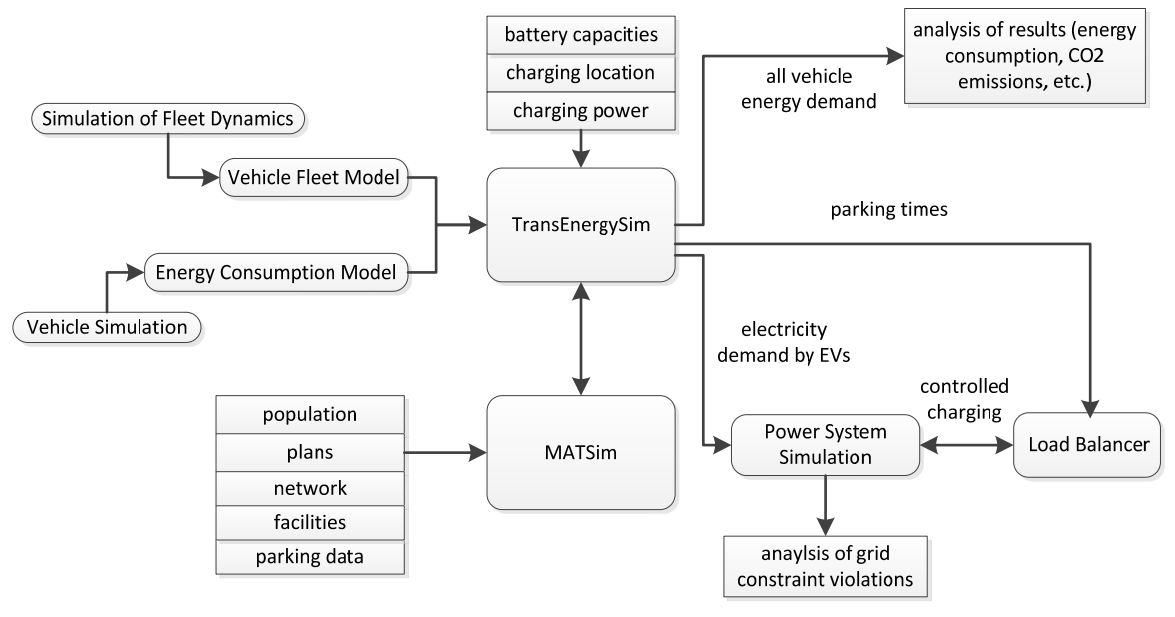 battery capacities
charging location
charging power
analysis of results (energy
consumption, CO2
emissions, etc.)
all vehicle
energy demand
Simulation of Fleet Dynamics
Vehicle Fleet Model
TransEnergySim
parking times
Energy Consumption Model
Vehicle Simulation
electricity
demand by EVs
controlled
charging
population
plans
network
facilities
parking data
MATSim
Power System
Simulation
Load Balancer
anaylsis of grid
constraint violations